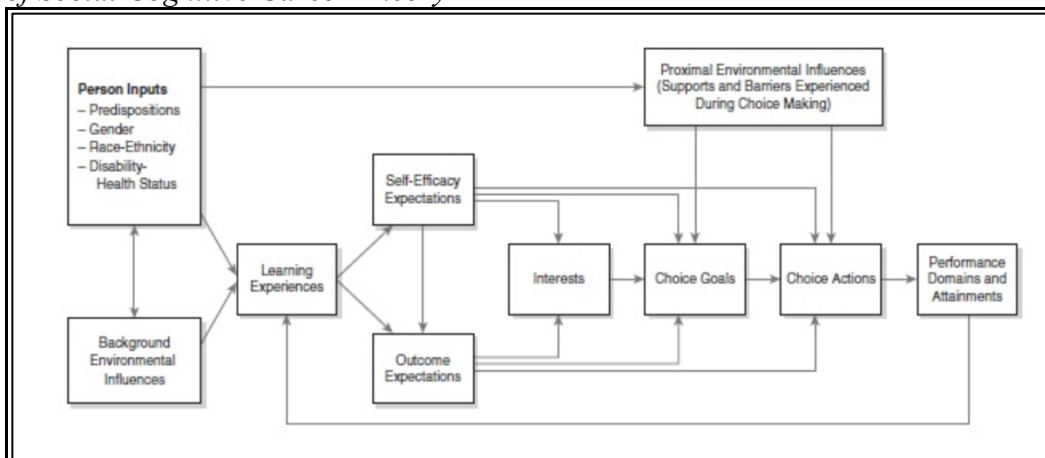 of Social Cognitive Career Theory
Person Inputs
– Predispositions
– Gender
– Race-Ethnicity
– Disability-
Health Status
Proximal Environmental Influences
(Supports and Barriers Experienced
During Choice Making)
Self-Efficacy
Expectations
Learning
Experiences
Interests
Choice Goals
Choice Actions
Performance
Domains and
Attainments
Background
Environmental
Influences
Outcome
Expectations